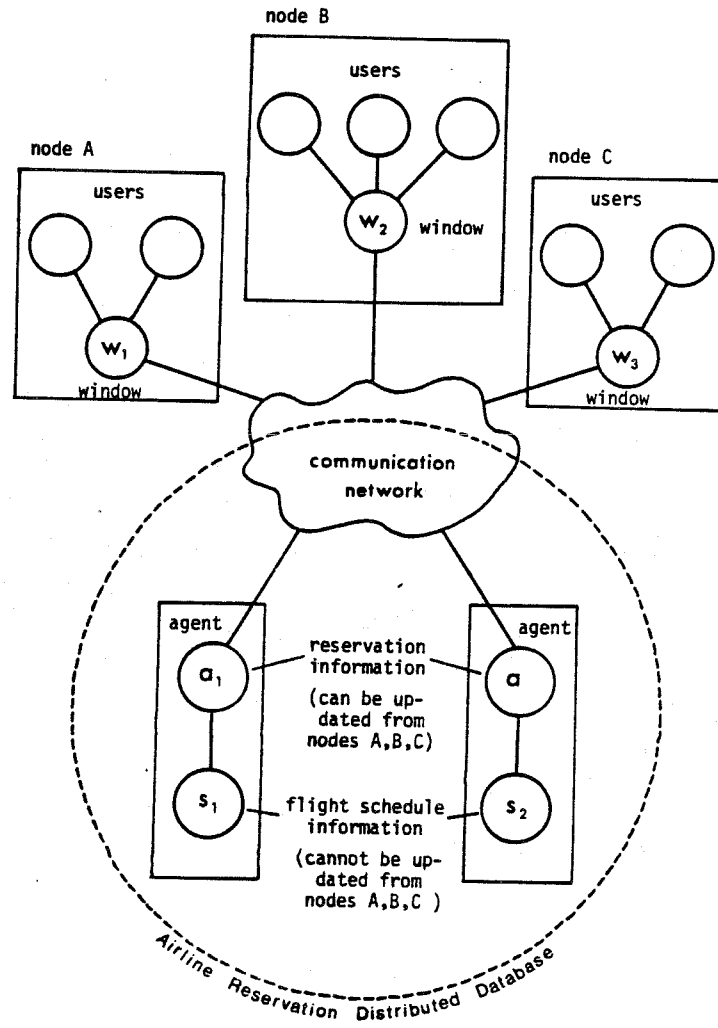 node B
users
W₂
window
node A
users
W₁
window
node C
users
W₃
window
communication
network
agent
a₁
s₁
agent
a
s₂
reservation
information
(can be up-
dated from
nodes A,B,C)
flight schedule
information
(cannot be up-
dated from
nodes A,B,C )
Airline Reservation Distributed Database